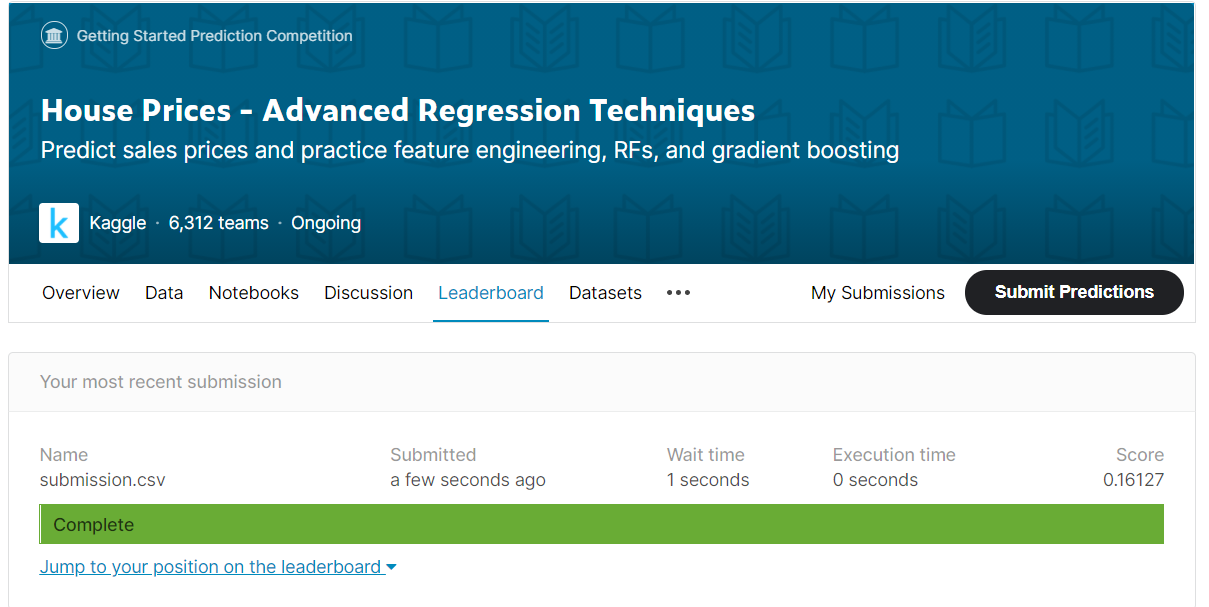 Getting Started Prediction Competition
House Prices - Advanced Regression Techniques
Predict sales prices and practice feature engineering, RFs, and gradient boosting
k Kaggle · 6,312 teams · Ongoing
Overview Data Notebooks Discussion Leaderboard Datasets ••• My Submissions Submit Predictions
Your most recent submission
Name Submitted Wait time Execution time Score
submission.csv a few seconds ago 1 seconds 0 seconds 0.16127
Complete
Jump to your position on the leaderboard